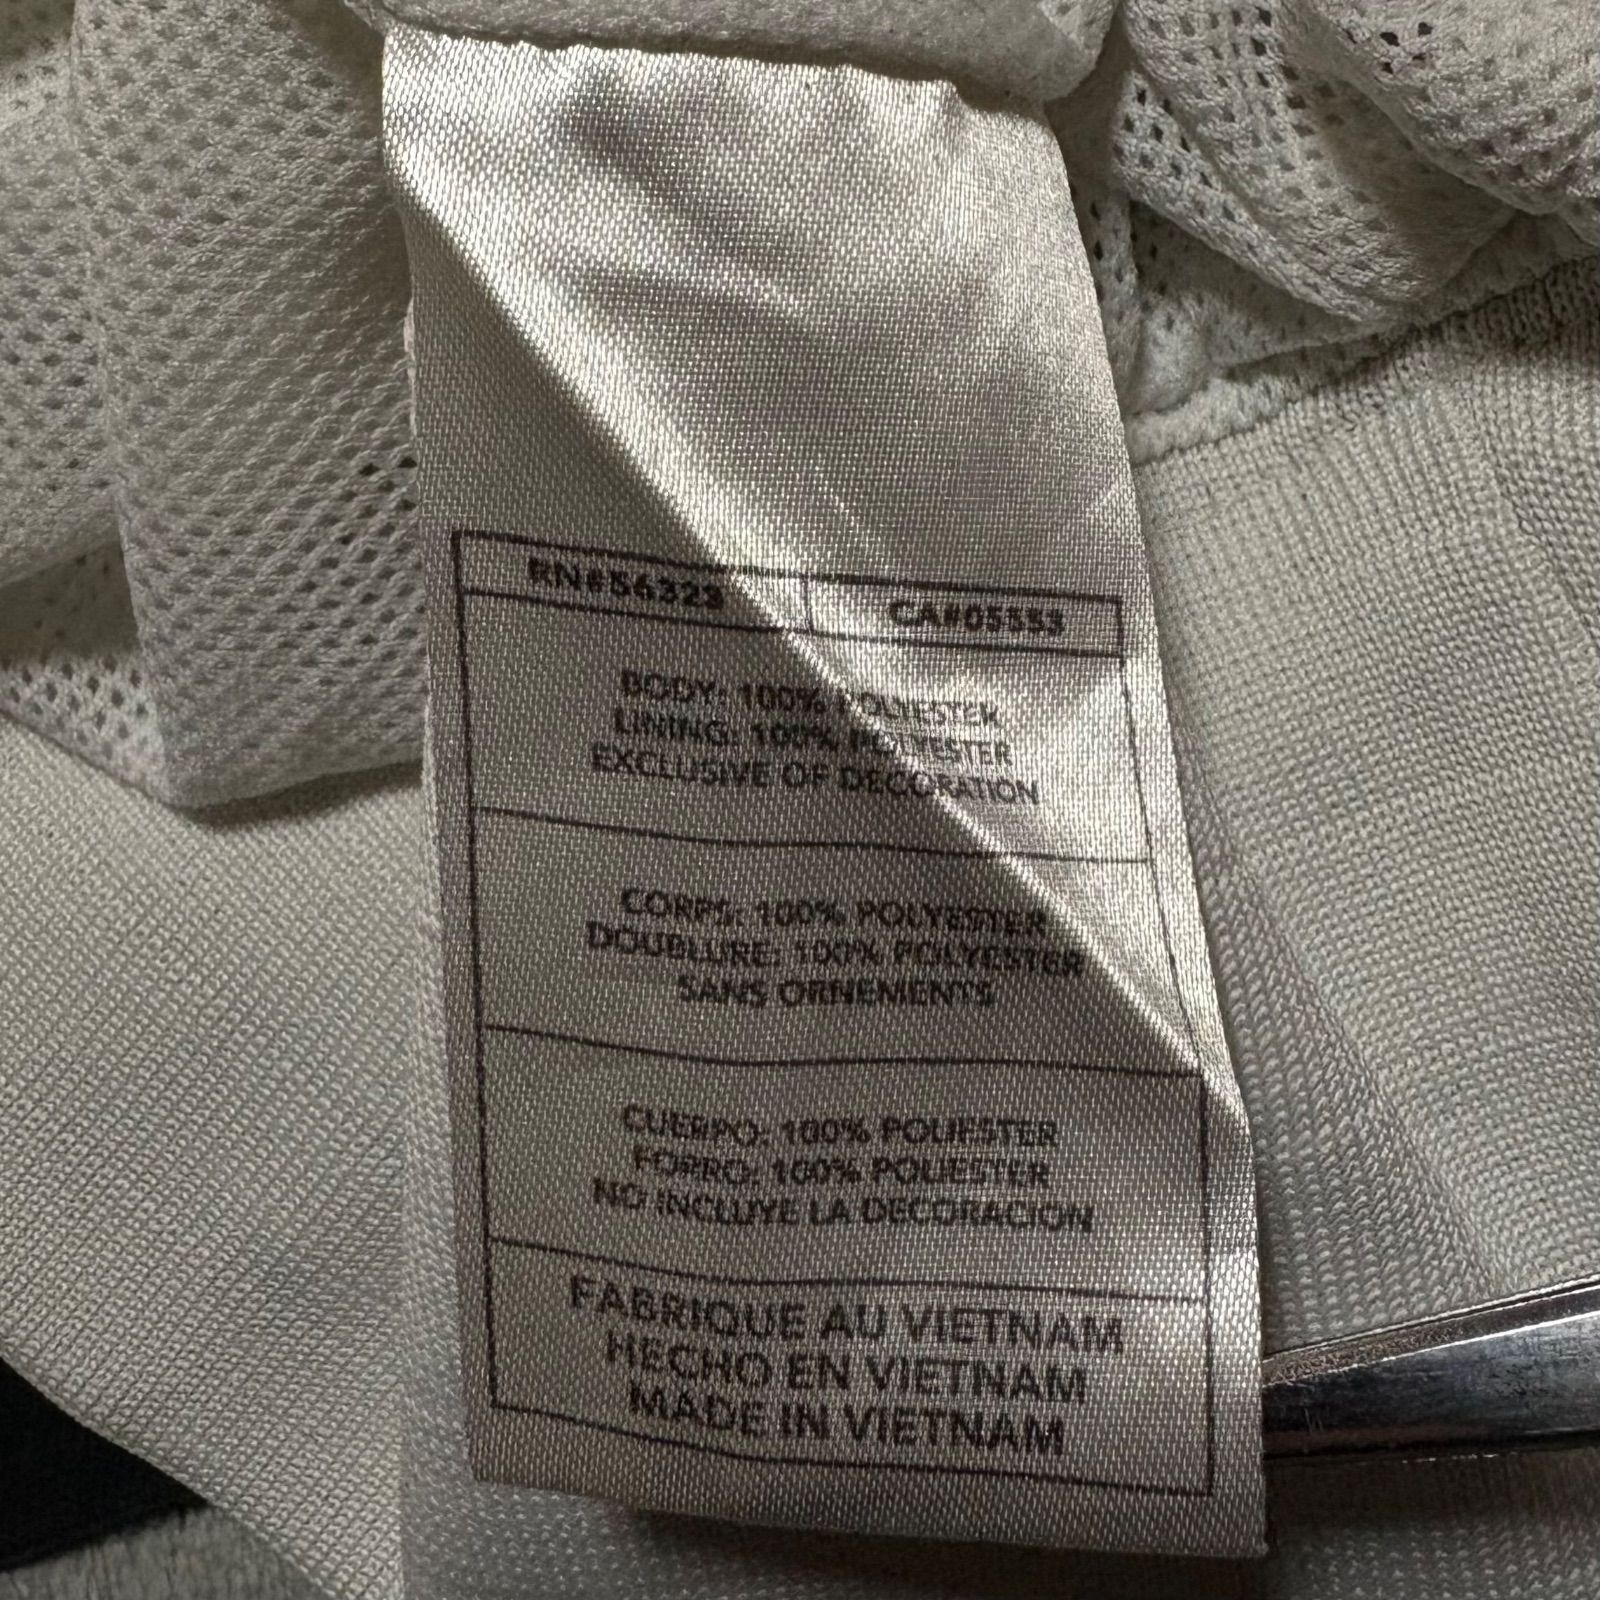 RN#56323 CA#05553
BODY: 100% POLYESTER
LINING: 100% POLYESTER
EXCLUSIVE OF DECORATION
CORPS: 100% POLYESTER
DOUBLURE: 100% POLYESTER
SANS ORNEMENTS
CUERPO: 100% POLIESTER
FORRO: 100% POLIESTER
NO INCLUYE LA DECORACION
FABRIQUE AU VIETNAM
HECHO EN VIETNAM
MADE IN VIETNAM